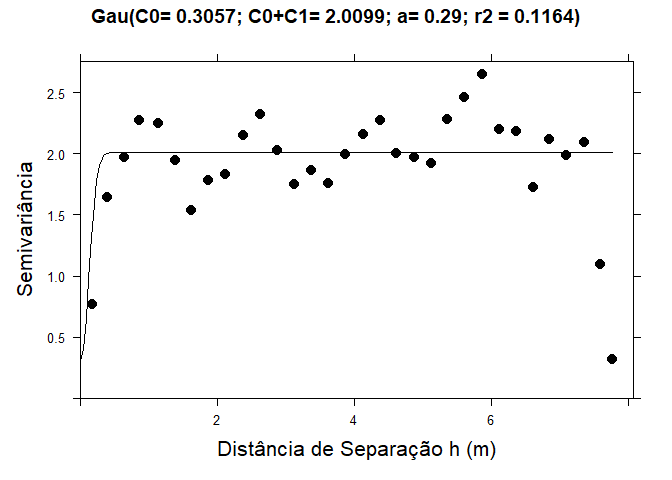 Gau(C0= 0.3057; C0+C1= 2.0099; a= 0.29; r2 = 0.1164)
2.5
2.0
1.5
1.0
0.5
Semivariância
2 4 6
Distância de Separação h (m)